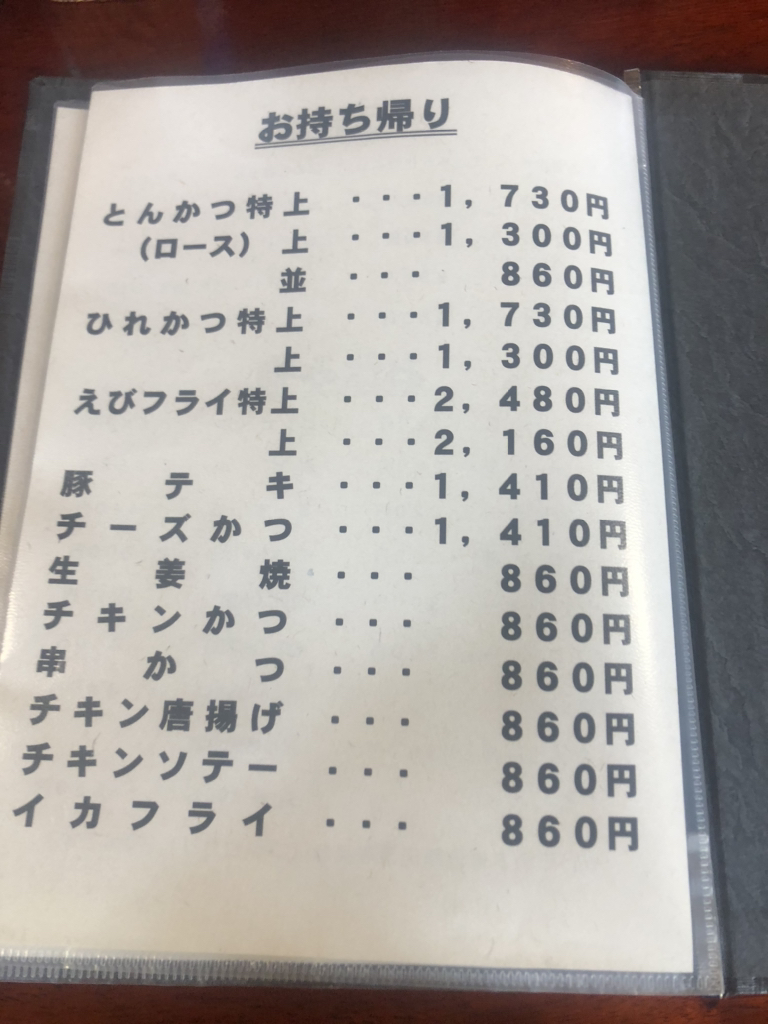 お持ち帰り
とんかつ特上 ・・・1，730円
（ロース） 上 ・・・1，300円
並 ・・・ 860円
ひれかつ特上 ・・・1，730円
上 ・・・1，300円
えびフライ特上 ・・・2，480円
上 ・・・2，160円
豚テキ ・・・1，410円
チーズかつ ・・・1，410円
生姜焼 ・・・ 860円
チキンかつ ・・・ 860円
串かつ ・・・ 860円
チキン唐揚げ ・・・ 860円
チキンソテー ・・・ 860円
イカフライ ・・・ 860円